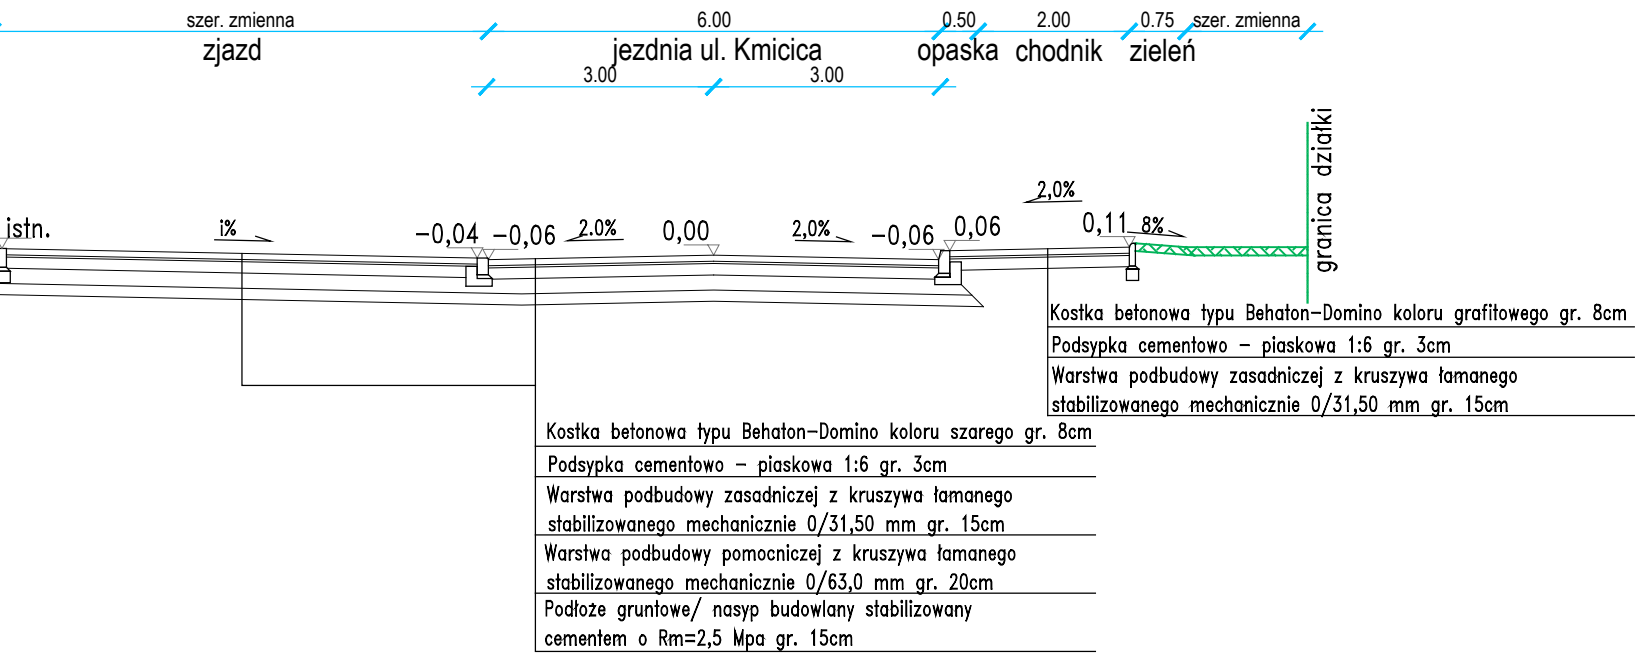 szer. zmienna 6.00 0.50 2.00 0.75 szer. zmienna
zjazd jezdnia ul. Kmicica opaska chodnik zieleń
3.00 3.00
granica działki
2,0%
istn. i% -0,04 -0,06 2.0% 0,00 2,0% -0,06 0,06 0,11 8%
Kostka betonowa typu Behaton-Domino koloru grafitowego gr. 8cm
Podsypka cementowo - piaskowa 1:6 gr. 3cm
Warstwa podbudowy zasadniczej z kruszywa łamanego
stabilizowanego mechanicznie 0/31,50 mm gr. 15cm
Kostka betonowa typu Behaton-Domino koloru szarego gr. 8cm
Podsypka cementowo - piaskowa 1:6 gr. 3cm
Warstwa podbudowy zasadniczej z kruszywa łamanego
stabilizowanego mechanicznie 0/31,50 mm gr. 15cm
Warstwa podbudowy pomocniczej z kruszywa łamanego
stabilizowanego mechanicznie 0/63,0 mm gr. 20cm
Podłoże gruntowe/ nasyp budowlany stabilizowany
cementem o Rm=2,5 Mpa gr. 15cm